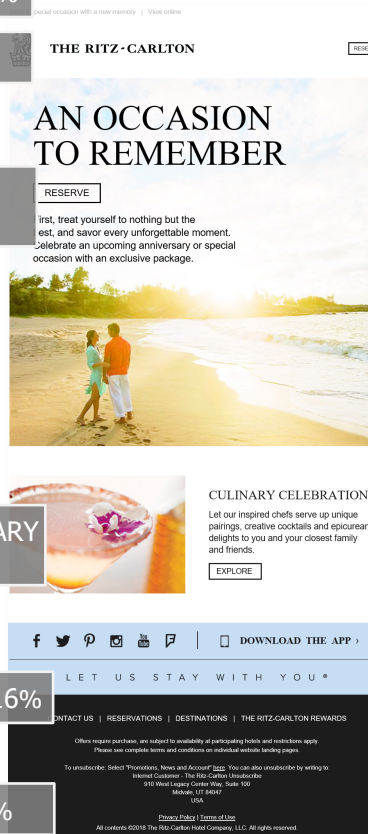 special occasion with a new memory | View online
THE RITZ-CARLTON
RESE
AN OCCASION
TO REMEMBER
RESERVE
irst, treat yourself to nothing but the
est, and savor every unforgettable moment.
Celebrate an upcoming anniversary or special
occasion with an exclusive package.
CULINARY CELEBRATION
Let our inspired chefs serve up unique
pairings, creative cocktails and epicurean
delights to you and your closest family
and friends.
EXPLORE
ARY
You
Tube
DOWNLOAD THE APP ›
LET US STAY WITH YOU®
.6%
ONTACT US | RESERVATIONS | DESTINATIONS | THE RITZ-CARLTON REWARDS
Offers require purchase, are subject to availability at participating hotels and restrictions apply.
Please see complete terms and conditions on individual website landing pages.
To unsubscribe: Select "Promotions, News and Account" here. You can also unsubscribe by writing to:
Internet Customer - The Ritz-Carlton Unsubscribe
910 West Legacy Center Way, Suite 100
Midvale, UT 84047
USA
%
Privacy Policy | Terms of Use
All contents ©2018 The Ritz-Carlton Hotel Company, LLC. All rights reserved.